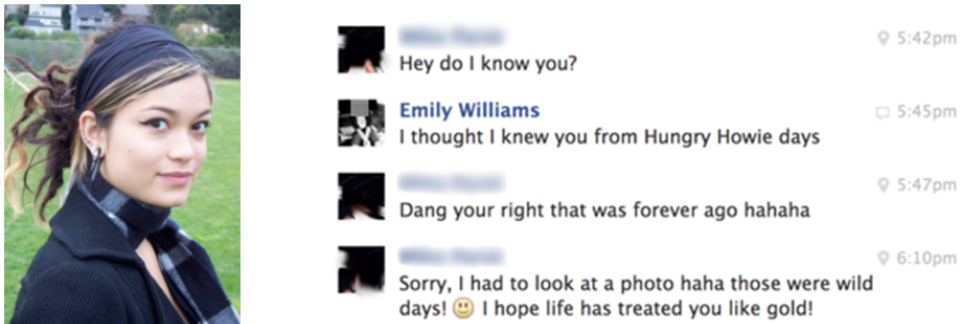 5:42pm
Hey do I know you?
Emily Williams 5:45pm
I thought I knew you from Hungry Howie days
5:47pm
Dang your right that was forever ago hahaha
6:10pm
Sorry, I had to look at a photo haha those were wild
days! I hope life has treated you like gold!